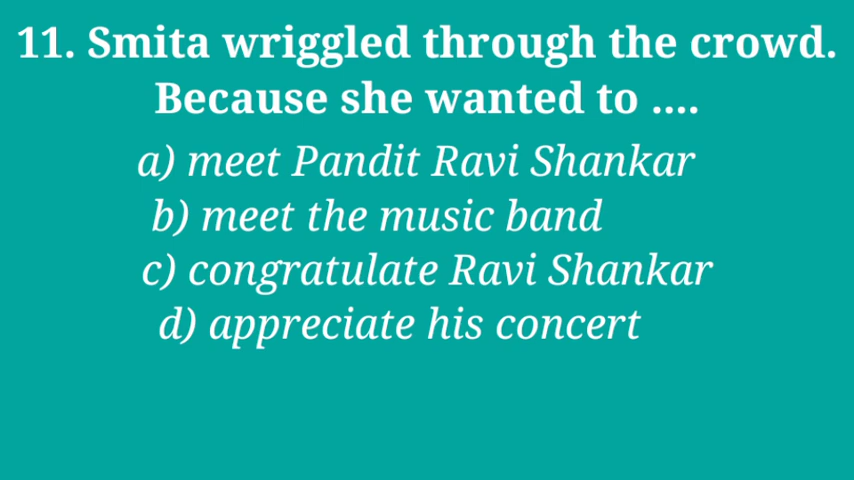 11. Smita wriggled through the crowd.
Because she wanted to ....
a) meet Pandit Ravi Shankar
b) meet the music band
c) congratulate Ravi Shankar
d) appreciate his concert